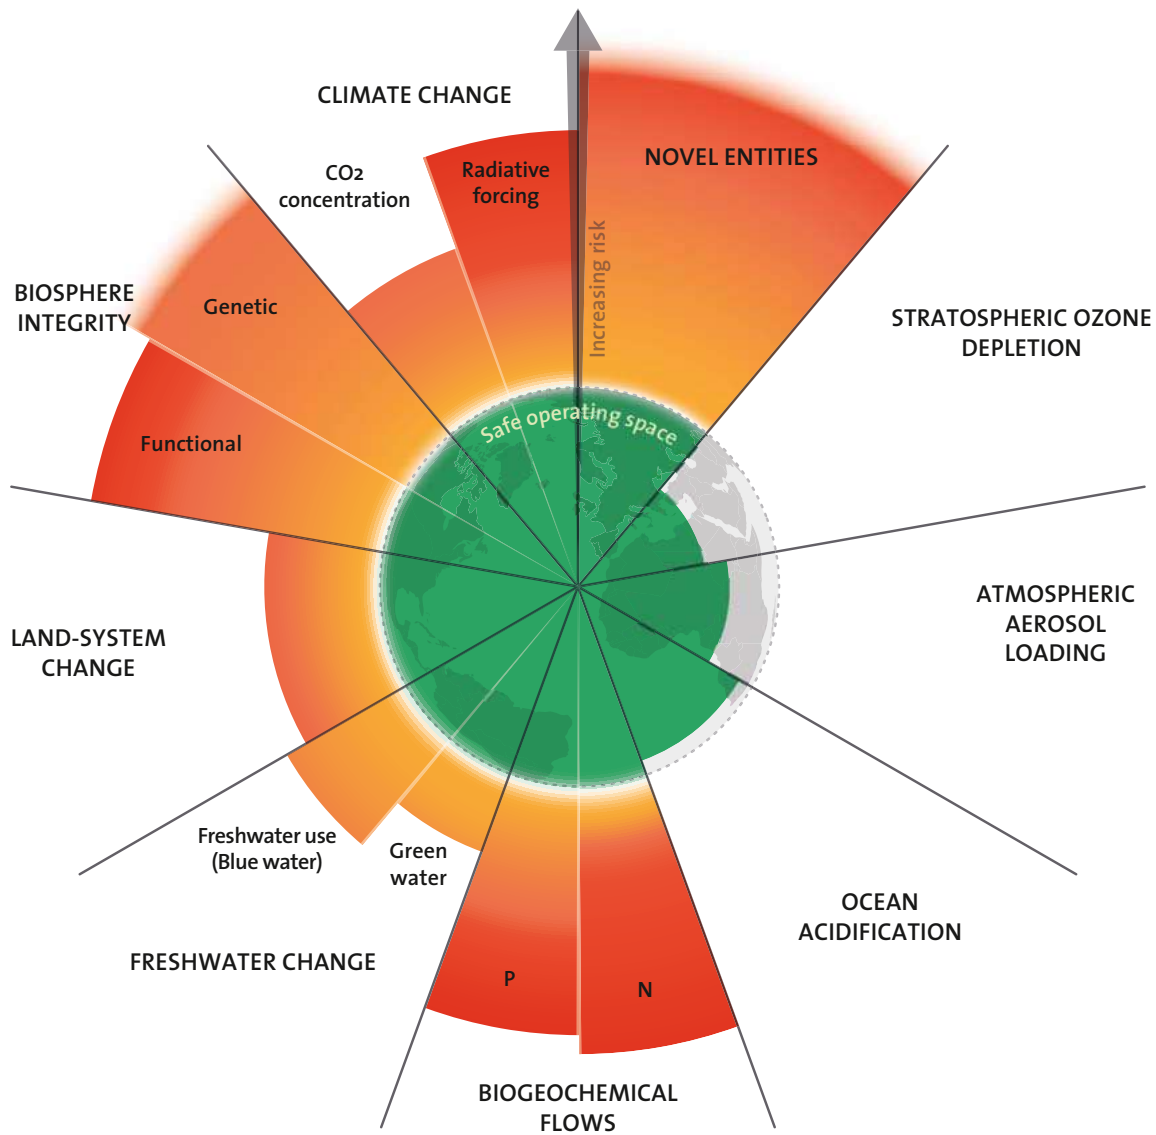 CLIMATE CHANGE
CO2
concentration
Radiative
forcing
NOVEL ENTITIES
Increasing risk
STRATOSPHERIC OZONE
DEPLETION
BIOSPHERE
INTEGRITY
Genetic
Functional
Safe operating space
ATMOSPHERIC
AEROSOL
LOADING
LAND-SYSTEM
CHANGE
Freshwater use
(Blue water)
Green
water
FRESHWATER CHANGE
P
N
OCEAN
ACIDIFICATION
BIOGEOCHEMICAL
FLOWS